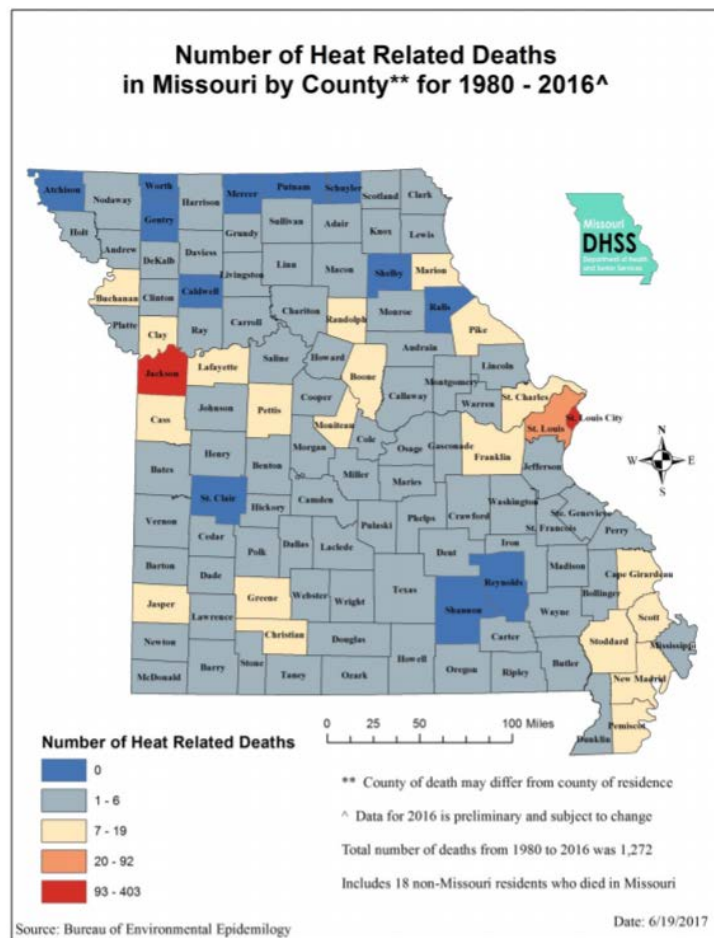 Number of Heat Related Deaths
in Missouri by County** for 1980 - 2016^
Missouri
DHSS
Department of Health
and Senior Services
Atchison
Nodaway
Worth
Gentry
Harrison
Mercer
Putnam
Schuyler
Scotland
Clark
Holt
Andrew
DeKalb
Daviess
Grundy
Sullivan
Adair
Knox
Lewis
Buchanan
Clinton
Caldwell
Livingston
Linn
Macon
Shelby
Marion
Platte
Clay
Ray
Carroll
Chariton
Randolph
Monroe
Ralls
Pike
Jackson
Lafayette
Saline
Howard
Boone
Audrain
Callaway
Montgomery
Lincoln
Warren
St. Charles
St. Louis
St. Louis City
Cass
Johnson
Pettis
Cooper
Moniteau
Cole
Osage
Gasconade
Franklin
Jefferson
Bates
Henry
Benton
Morgan
Miller
Maries
St. Clair
Hickory
Camden
Pulaski
Phelps
Crawford
Washington
St. Francois
Ste. Genevieve
Perry
Vernon
Cedar
Polk
Dallas
Laclede
Dent
Iron
Madison
Bollinger
Cape Girardeau
Barton
Dade
Greene
Webster
Wright
Texas
Shannon
Reynolds
Wayne
Scott
Jasper
Lawrence
Christian
Douglas
Howell
Carter
Butler
Stoddard
Mississippi
Newton
McDonald
Barry
Stone
Taney
Ozark
Oregon
Ripley
New Madrid
Dunklin
Pemiscot
N
W E
S
0 25 50 100 Miles
Number of Heat Related Deaths
0
1 - 6
7 - 19
20 - 92
93 - 403
** County of death may differ from county of residence
^ Data for 2016 is preliminary and subject to change
Total number of deaths from 1980 to 2016 was 1,272
Includes 18 non-Missouri residents who died in Missouri
Source: Bureau of Environmental Epidemilogy
Date: 6/19/2017